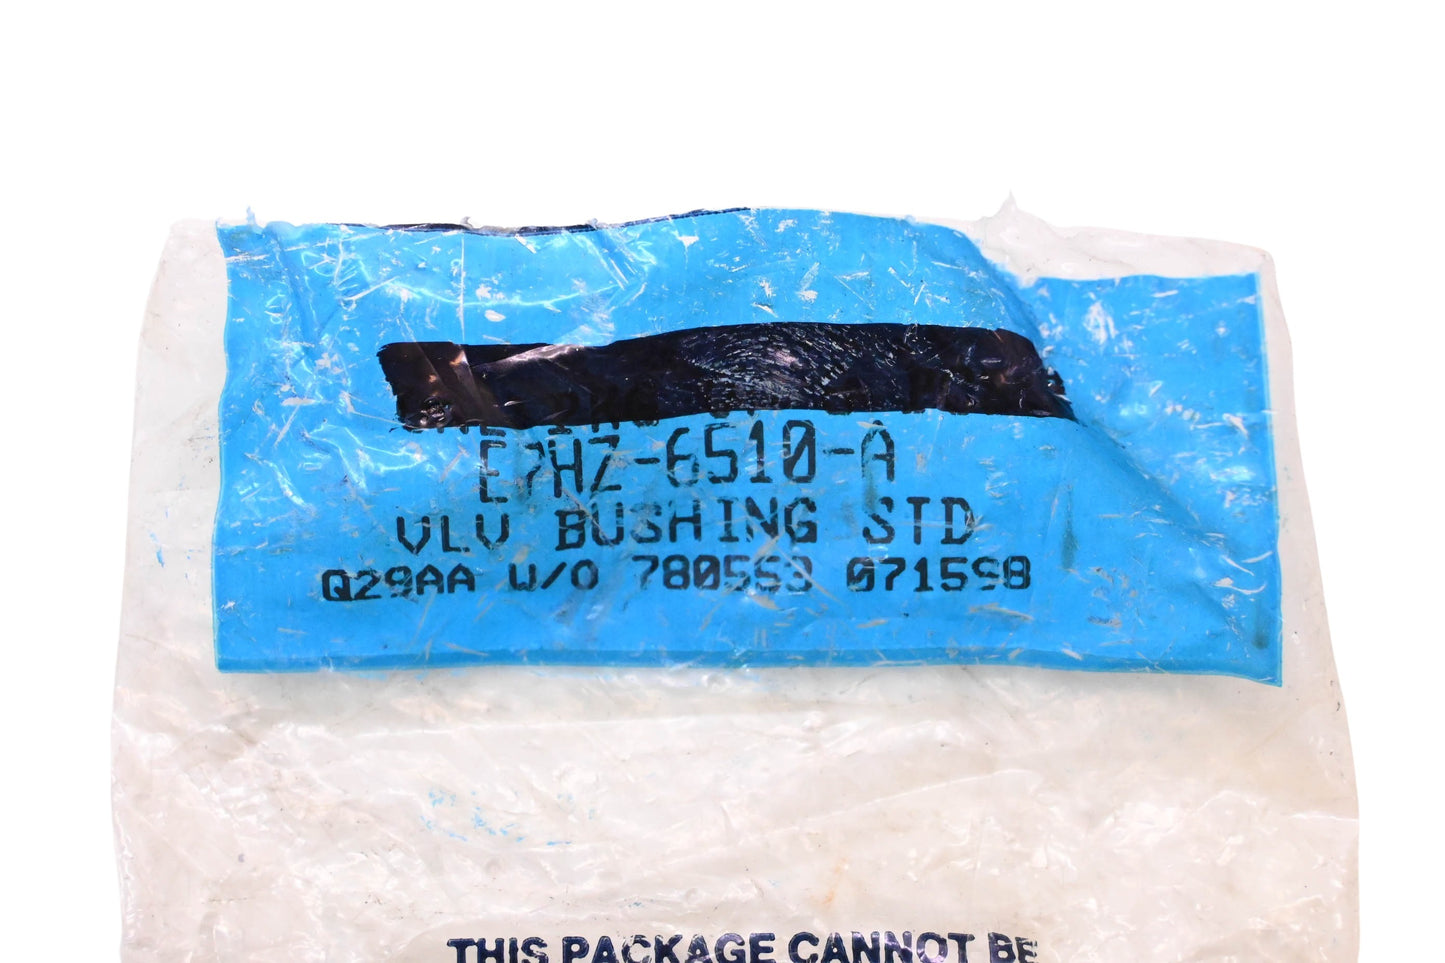 E7HZ-6510-A
VLV BUSHING STD
Q29AA W/O 780553 071598
THIS PACKAGE CANNOT BE